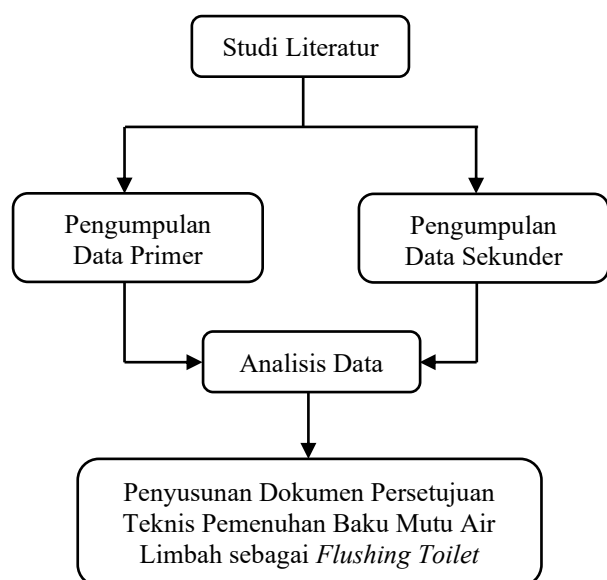 Studi Literatur
Pengumpulan
Data Primer
Pengumpulan
Data Sekunder
Analisis Data
Penyusunan Dokumen Persetujuan
Teknis Pemenuhan Baku Mutu Air
Limbah sebagai Flushing Toilet